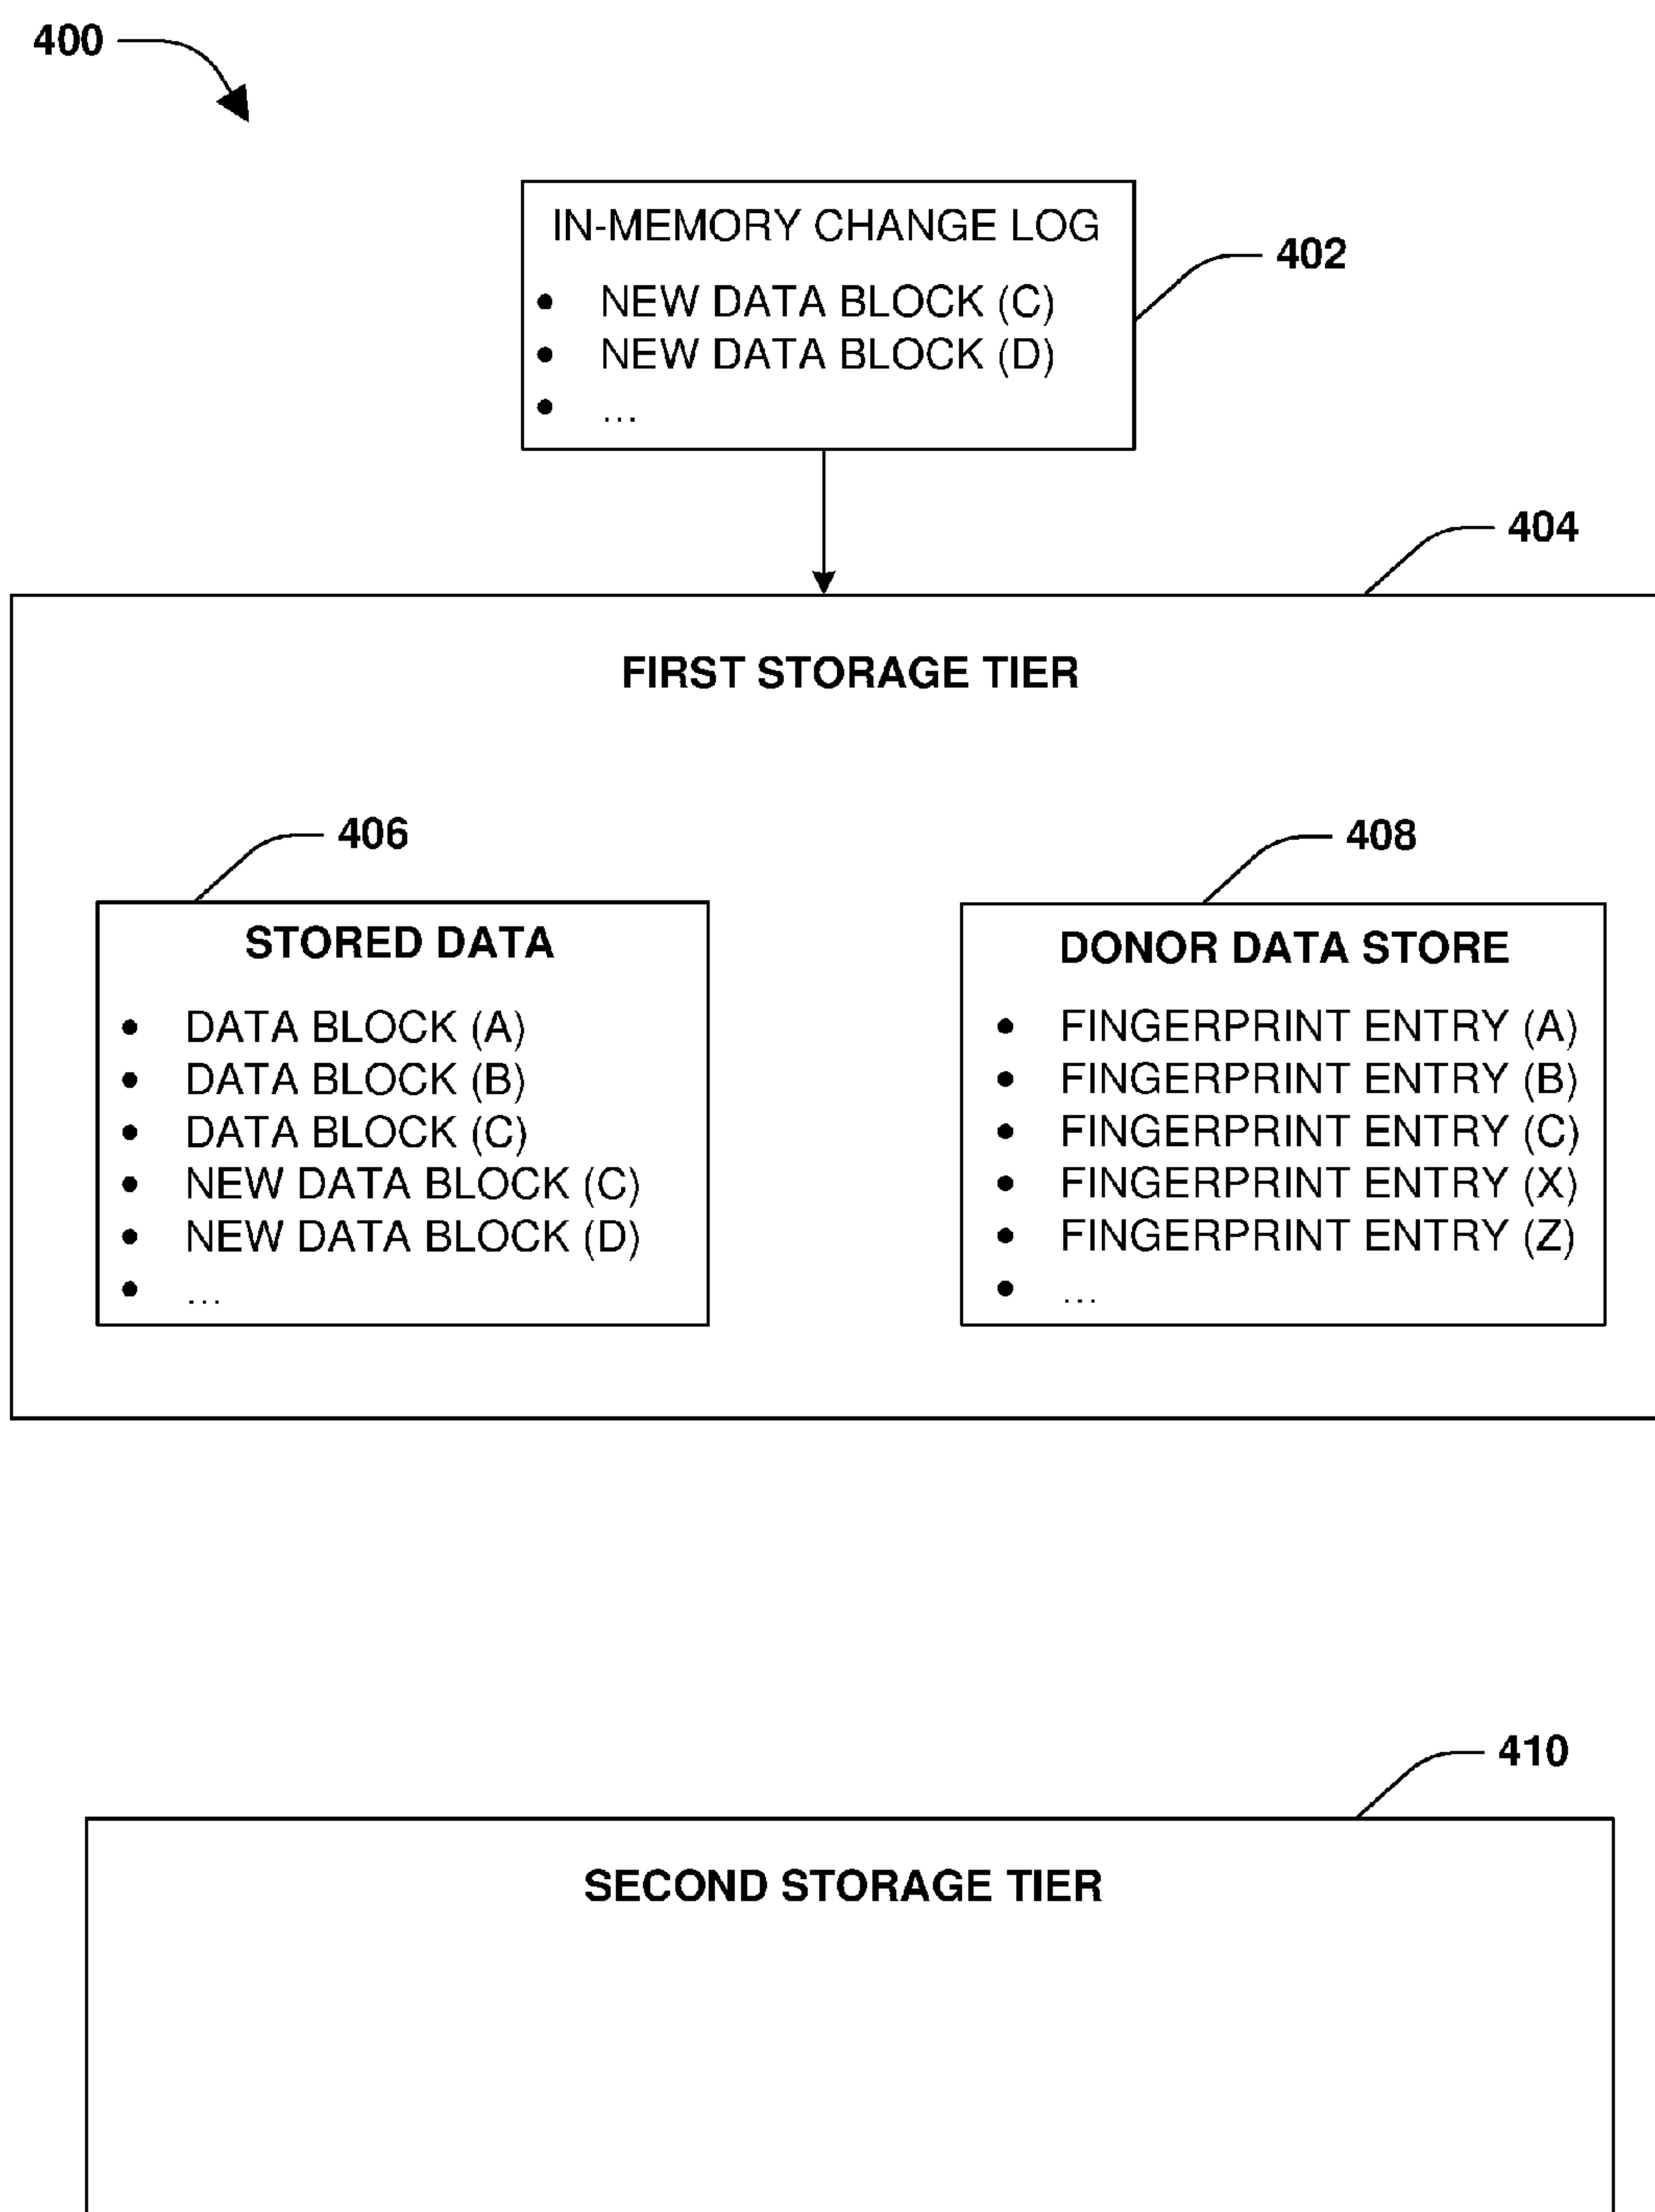 400
IN-MEMORY CHANGE LOG
402
• NEW DATA BLOCK (C)
• NEW DATA BLOCK (D)
• ...
404
FIRST STORAGE TIER
406
408
STORED DATA
• DATA BLOCK (A)
• DATA BLOCK (B)
• DATA BLOCK (C)
• NEW DATA BLOCK (C)
• NEW DATA BLOCK (D)
• ...
DONOR DATA STORE
• FINGERPRINT ENTRY (A)
• FINGERPRINT ENTRY (B)
• FINGERPRINT ENTRY (C)
• FINGERPRINT ENTRY (X)
• FINGERPRINT ENTRY (Z)
• ...
410
SECOND STORAGE TIER